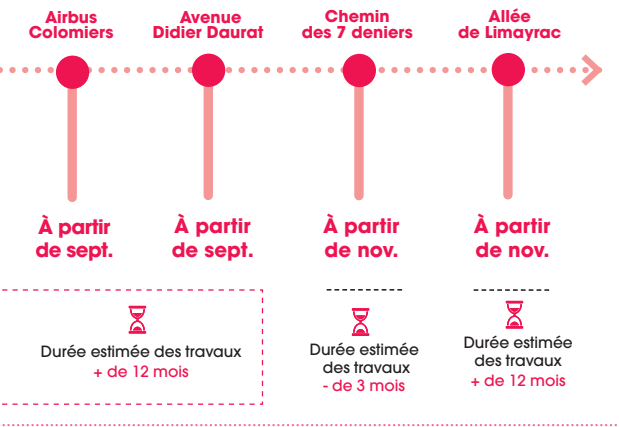 Airbus
Colomiers
Avenue
Didier Daurat
Chemin
des 7 deniers
Allée
de Limayrac
À partir
de sept.
À partir
de sept.
À partir
de nov.
À partir
de nov.
Durée estimée des travaux
+ de 12 mois
Durée estimée
des travaux
- de 3 mois
Durée estimée
des travaux
+ de 12 mois